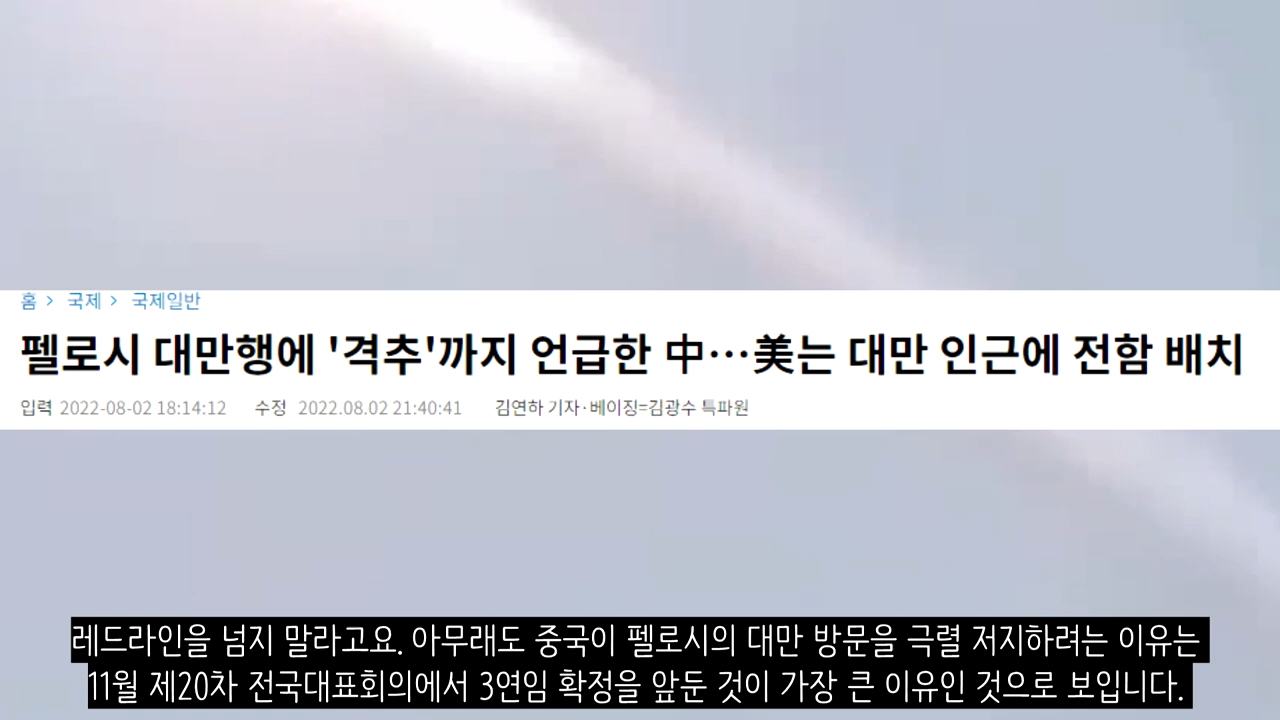 홈 > 국제 > 국제일반
펠로시 대만행에 '격추'까지 언급한 中…美는 대만 인근에 전함 배치
입력 2022-08-02 18:14:12 수정 2022.08.02 21:40:41 김연하 기자·베이징=김광수 특파원
레드라인을 넘지 말라고요. 아무래도 중국이 펠로시의 대만 방문을 극렬 저지하려는 이유는
11월 제20차 전국대표회의에서 3연임 확정을 앞둔 것이 가장 큰 이유인 것으로 보입니다.